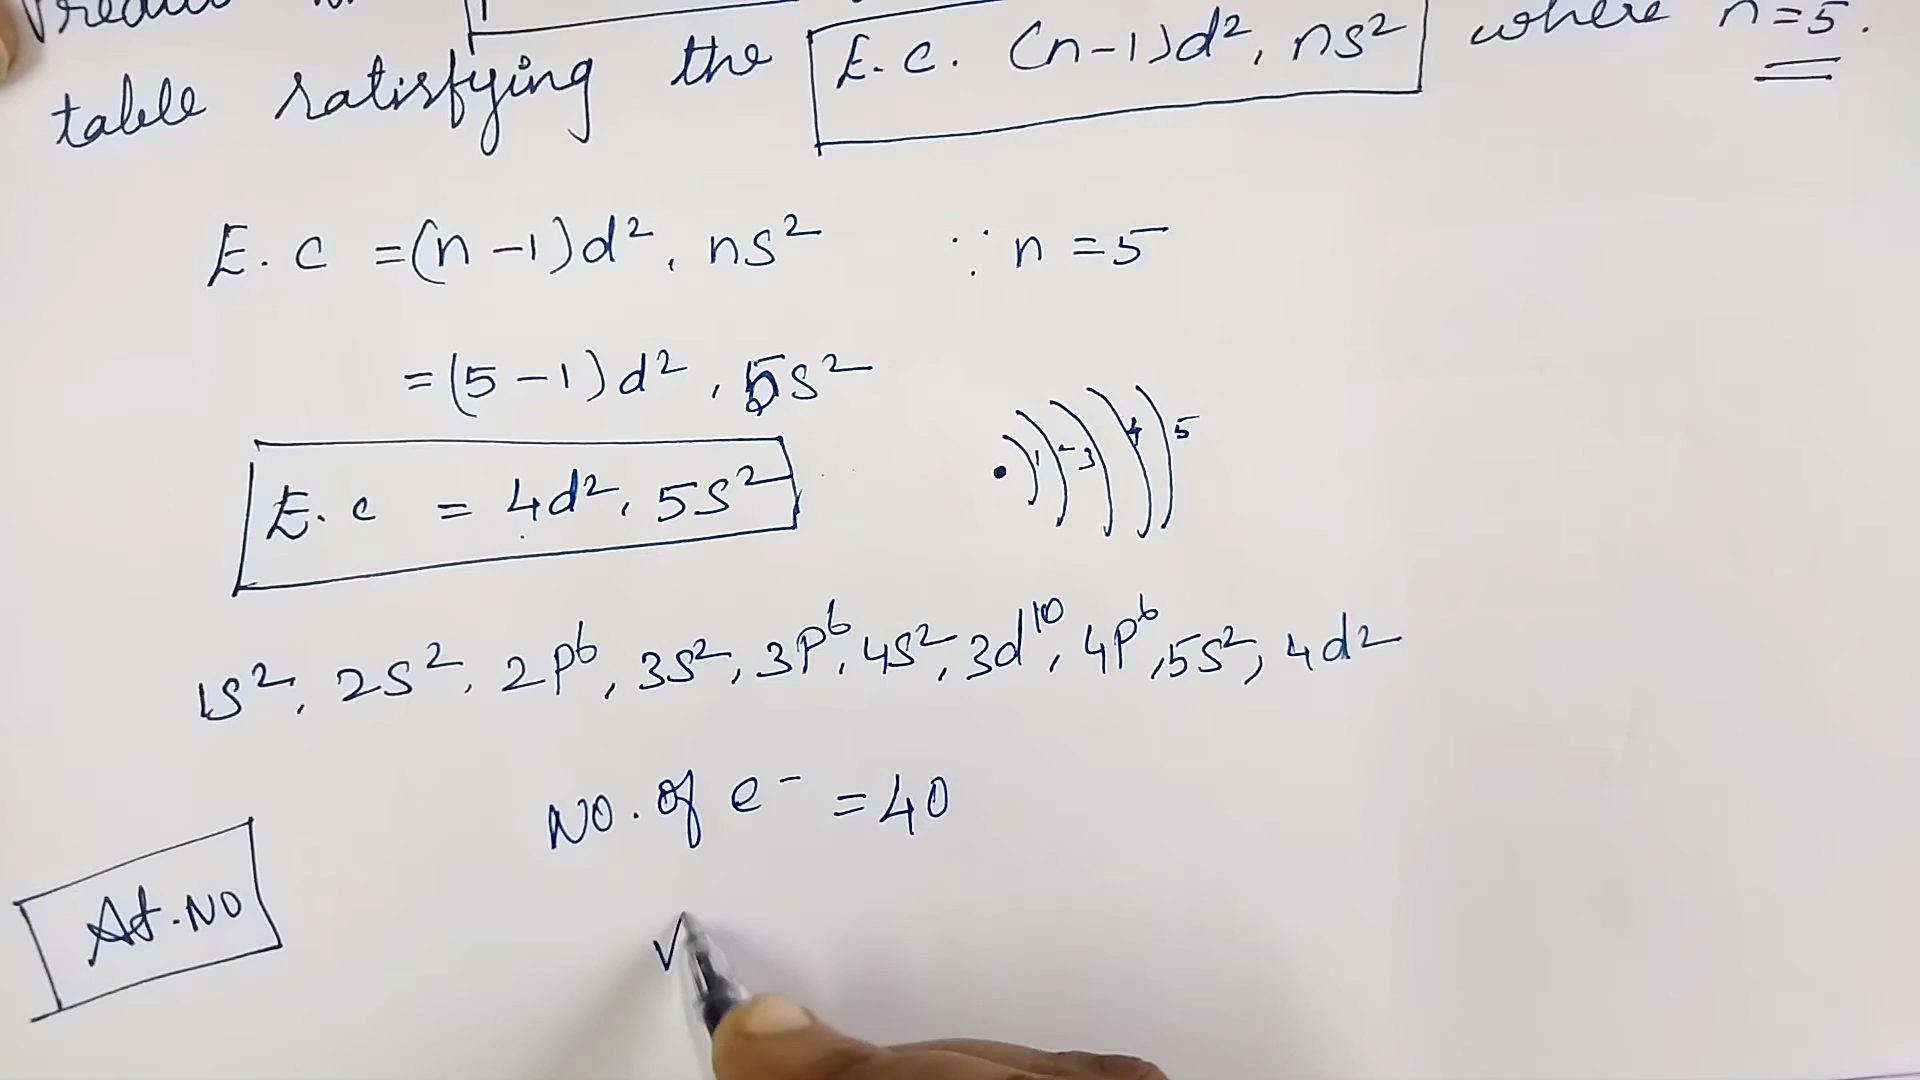 table satisfying the E.C. (n-1)d², ns² where n=5.
E.C = (n-1)d², ns² ∵ n = 5
= (5-1)d², 5s²
E.c = 4d², 5s²
1 2 3 4 5
1s², 2s², 2p⁶, 3s², 3p⁶, 4s², 3d¹⁰, 4p⁶, 5s², 4d²
No. of e⁻ = 40
At.No